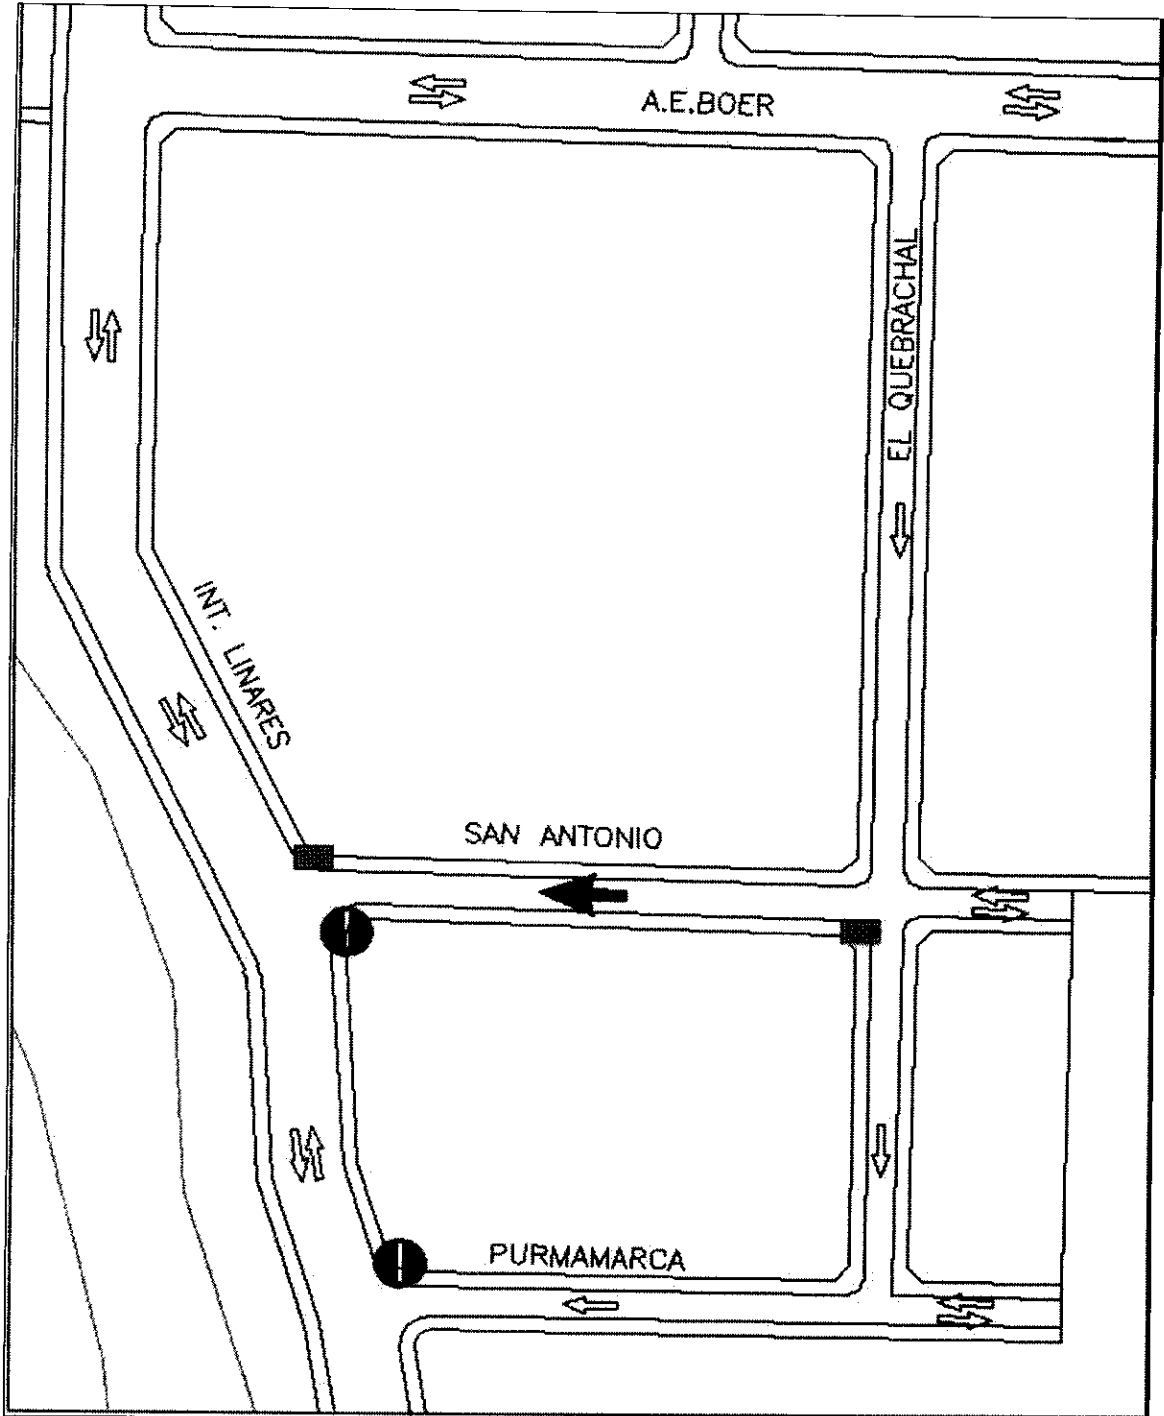 A.E.BOER
EL QUEBRACHAL
INT. LINARES
SAN ANTONIO
PURMAMARCA